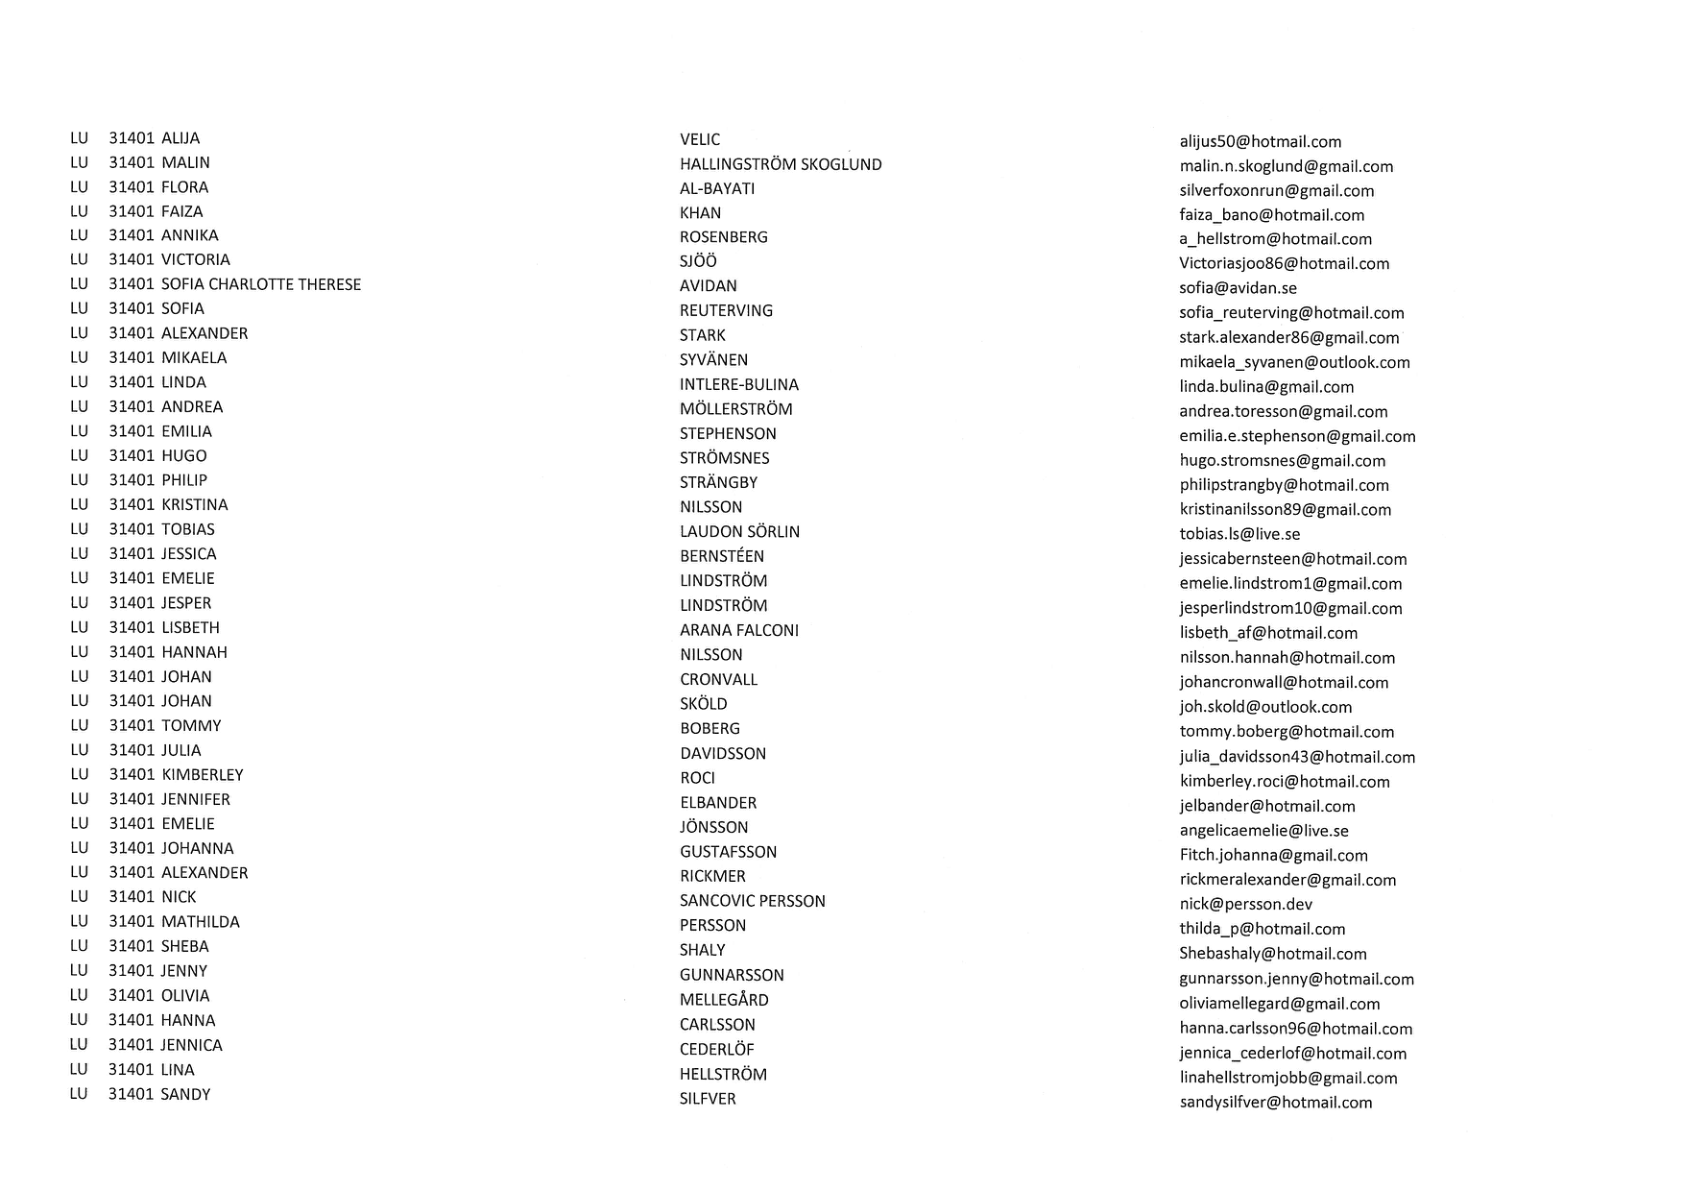 LU 31401 ALIJA VELIC alijus50@hotmail.com
LU 31401 MALIN HALLINGSTRÖM SKOGLUND malin.n.skoglund@gmail.com
LU 31401 FLORA AL-BAYATI silverfoxonrun@gmail.com
LU 31401 FAIZA KHAN faiza_bano@hotmail.com
LU 31401 ANNIKA ROSENBERG a_hellstrom@hotmail.com
LU 31401 VICTORIA SJÖÖ Victoriasjoo86@hotmail.com
LU 31401 SOFIA CHARLOTTE THERESE AVIDAN sofia@avidan.se
LU 31401 SOFIA REUTERVING sofia_reuterving@hotmail.com
LU 31401 ALEXANDER STARK stark.alexander86@gmail.com
LU 31401 MIKAELA SYVÄNEN mikaela_syvanen@outlook.com
LU 31401 LINDA INTLERE-BULINA linda.bulina@gmail.com
LU 31401 ANDREA MÖLLERSTRÖM andrea.toresson@gmail.com
LU 31401 EMILIA STEPHENSON emilia.e.stephenson@gmail.com
LU 31401 HUGO STRÖMSNES hugo.stromsnes@gmail.com
LU 31401 PHILIP STRÄNGBY philipstrangby@hotmail.com
LU 31401 KRISTINA NILSSON kristinanilsson89@gmail.com
LU 31401 TOBIAS LAUDON SÖRLIN tobias.ls@live.se
LU 31401 JESSICA BERNSTÉEN jessicabernsteen@hotmail.com
LU 31401 EMELIE LINDSTRÖM emelie.lindstrom1@gmail.com
LU 31401 JESPER LINDSTRÖM jesperlindstrom10@gmail.com
LU 31401 LISBETH ARANA FALCONI lisbeth_af@hotmail.com
LU 31401 HANNAH NILSSON nilsson.hannah@hotmail.com
LU 31401 JOHAN CRONVALL johancronwall@hotmail.com
LU 31401 JOHAN SKÖLD joh.skold@outlook.com
LU 31401 TOMMY BOBERG tommy.boberg@hotmail.com
LU 31401 JULIA DAVIDSSON julia_davidsson43@hotmail.com
LU 31401 KIMBERLEY ROCI kimberley.roci@hotmail.com
LU 31401 JENNIFER ELBANDER jelbander@hotmail.com
LU 31401 EMELIE JÖNSSON angelicaemelie@live.se
LU 31401 JOHANNA GUSTAFSSON Fitch.johanna@gmail.com
LU 31401 ALEXANDER RICKMER rickmeralexander@gmail.com
LU 31401 NICK SANCOVIC PERSSON nick@persson.dev
LU 31401 MATHILDA PERSSON thilda_p@hotmail.com
LU 31401 SHEBA SHALY Shebashaly@hotmail.com
LU 31401 JENNY GUNNARSSON gunnarsson.jenny@hotmail.com
LU 31401 OLIVIA MELLEGÅRD oliviamellegard@gmail.com
LU 31401 HANNA CARLSSON hanna.carlsson96@hotmail.com
LU 31401 JENNICA CEDERLÖF jennica_cederlof@hotmail.com
LU 31401 LINA HELLSTRÖM linahellstromjobb@gmail.com
LU 31401 SANDY SILFVER sandysilfver@hotmail.com